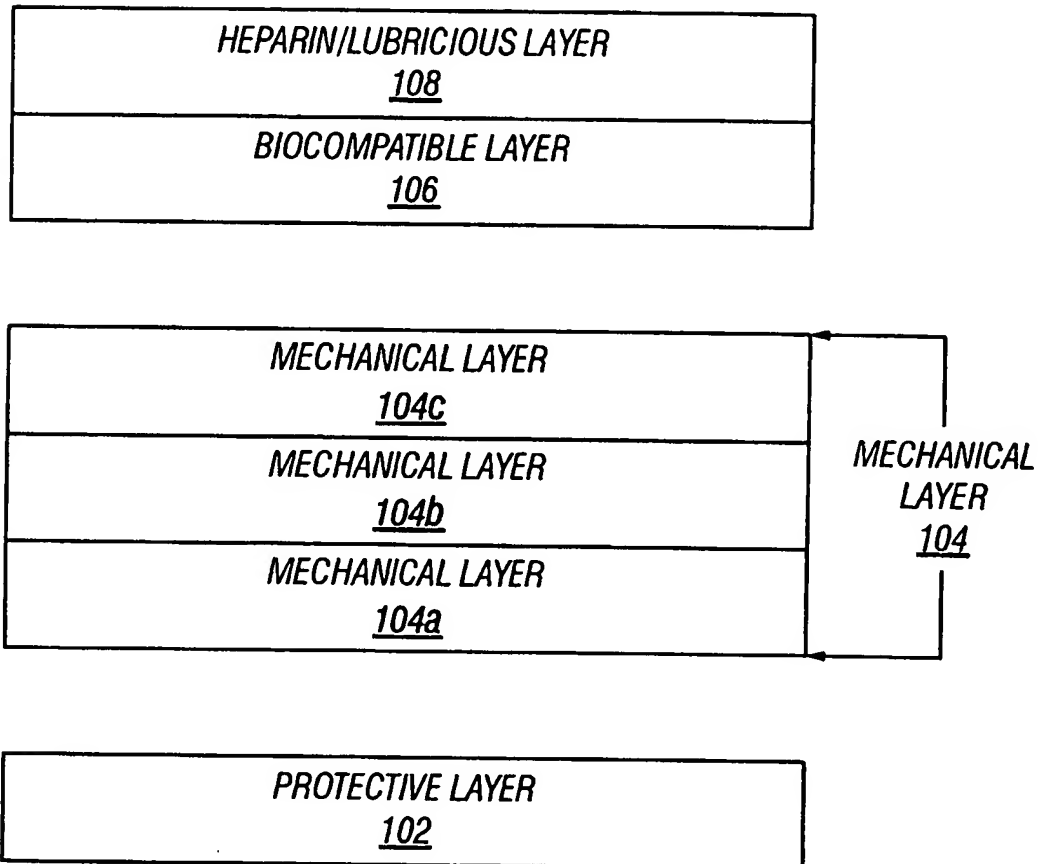 HEPARIN/LUBRICIOUS LAYER
108
BIOCOMPATIBLE LAYER
106
MECHANICAL LAYER
104c
MECHANICAL LAYER
104b
MECHANICAL LAYER
104a
MECHANICAL
LAYER
104
PROTECTIVE LAYER
102